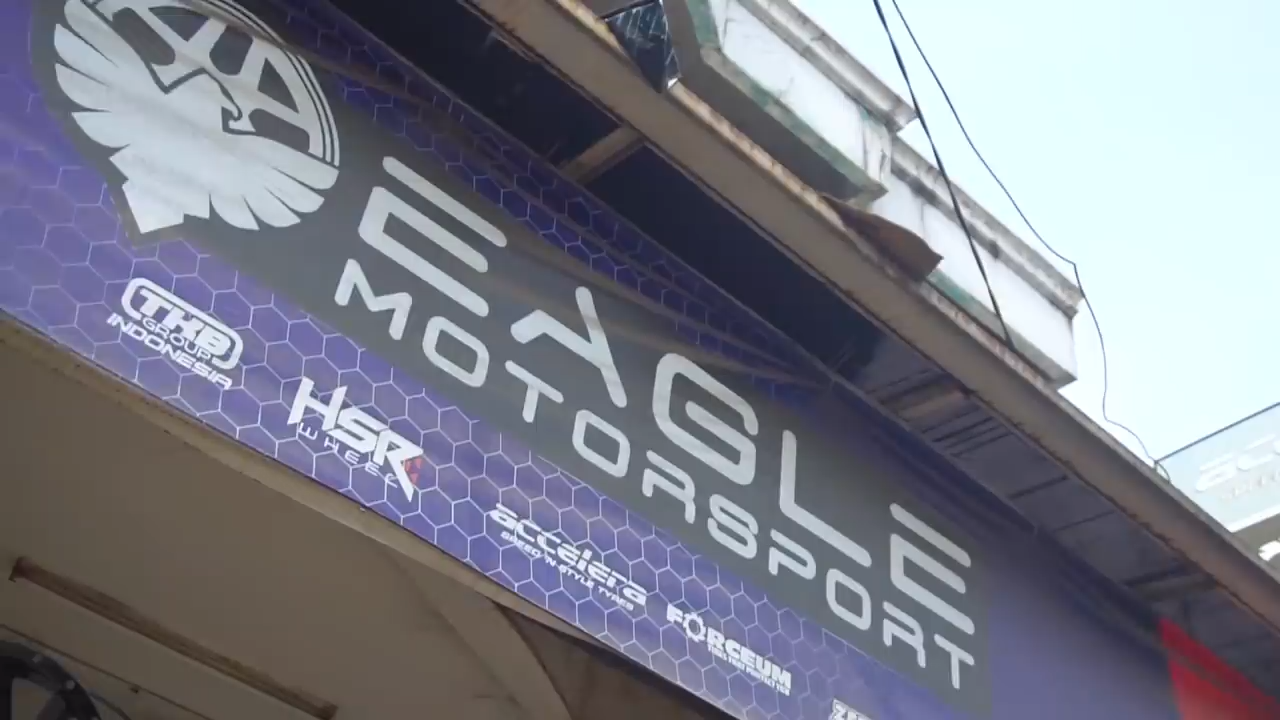 EAGLE
MOTORSPORT
TKB
GROUP
INDONESIA
HSR
WHEEL
accelera
SPEED 'N STYLE TYRES
FORCEUM